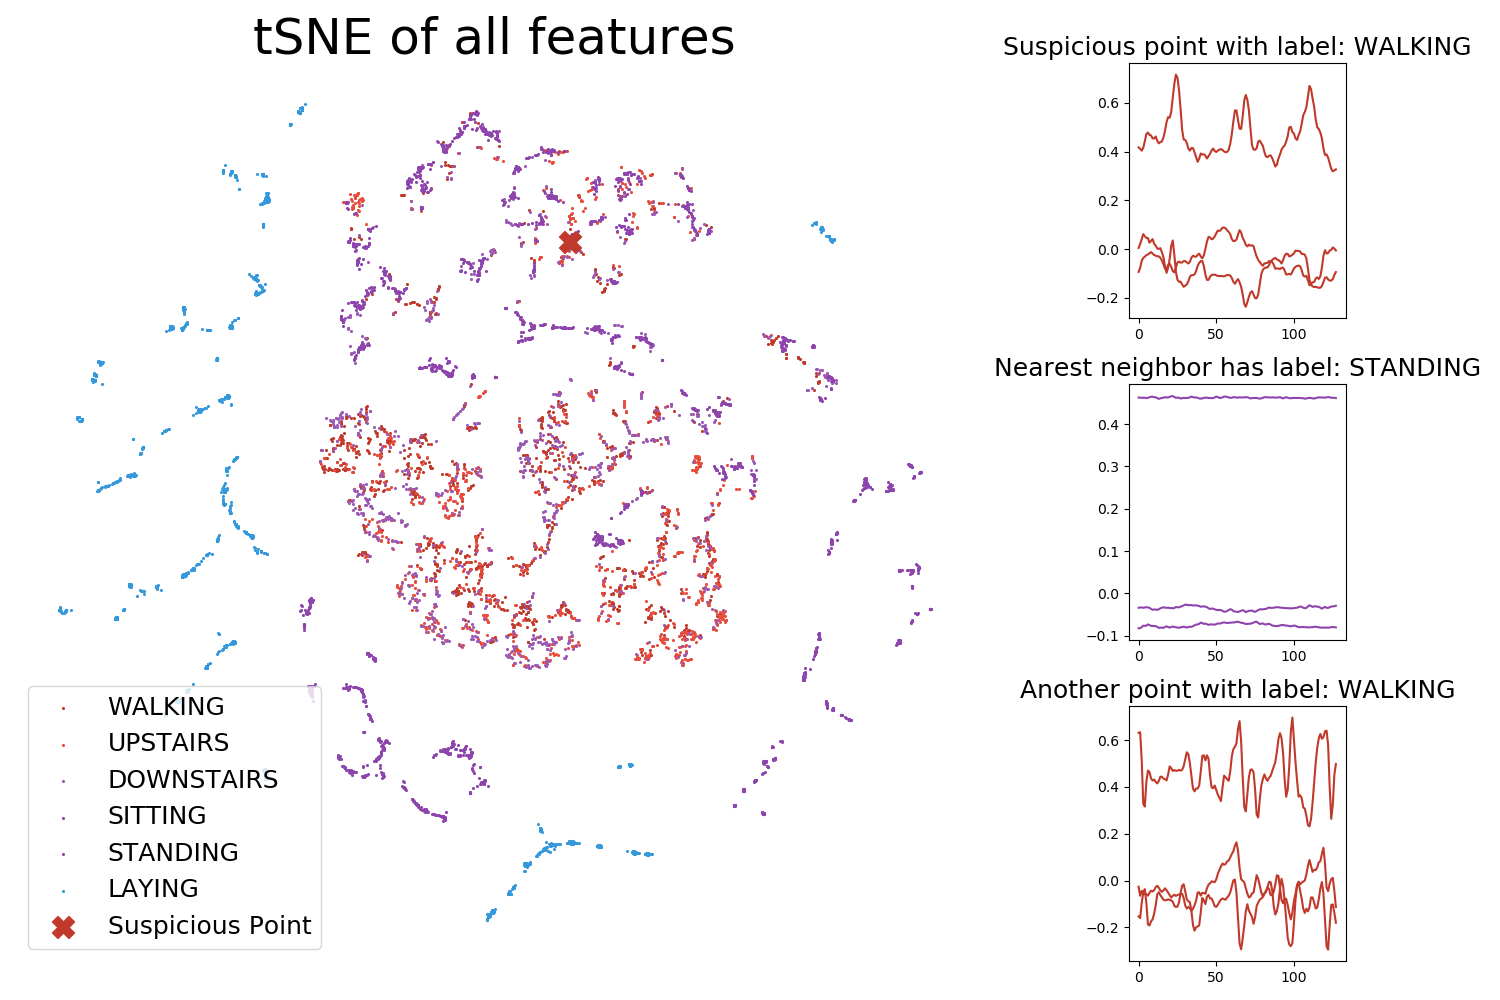 tSNE of all features
WALKING
UPSTAIRS
DOWNSTAIRS
SITTING
STANDING
LAYING
Suspicious Point
Suspicious point with label: WALKING
0.6
0.4
0.2
0.0
−0.2
0
50
100
Nearest neighbor has label: STANDING
0.4
0.3
0.2
0.1
0.0
−0.1
0
50
100
Another point with label: WALKING
0.6
0.4
0.2
0.0
−0.2
0
50
100